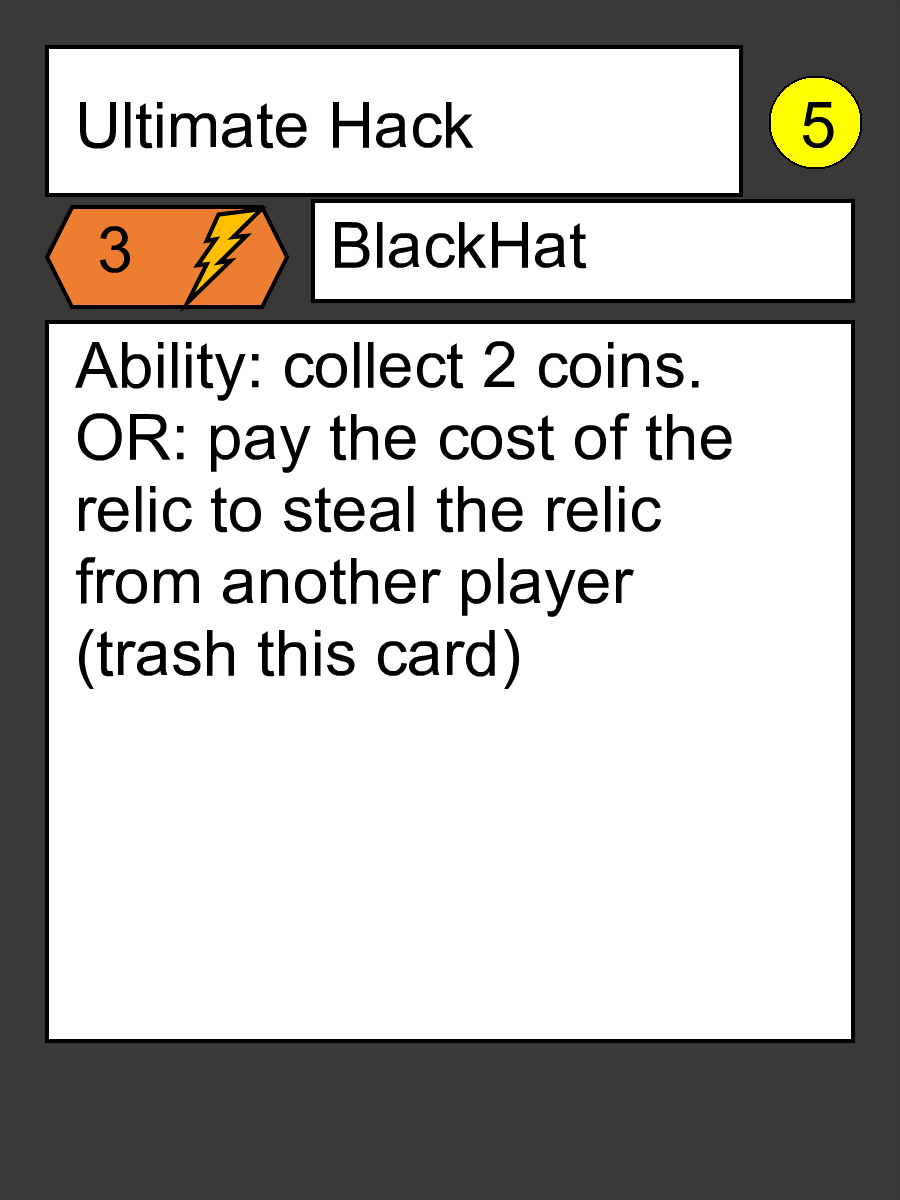 Ultimate Hack
5
3
BlackHat
Ability: collect 2 coins.
OR: pay the cost of the
relic to steal the relic
from another player
(trash this card)